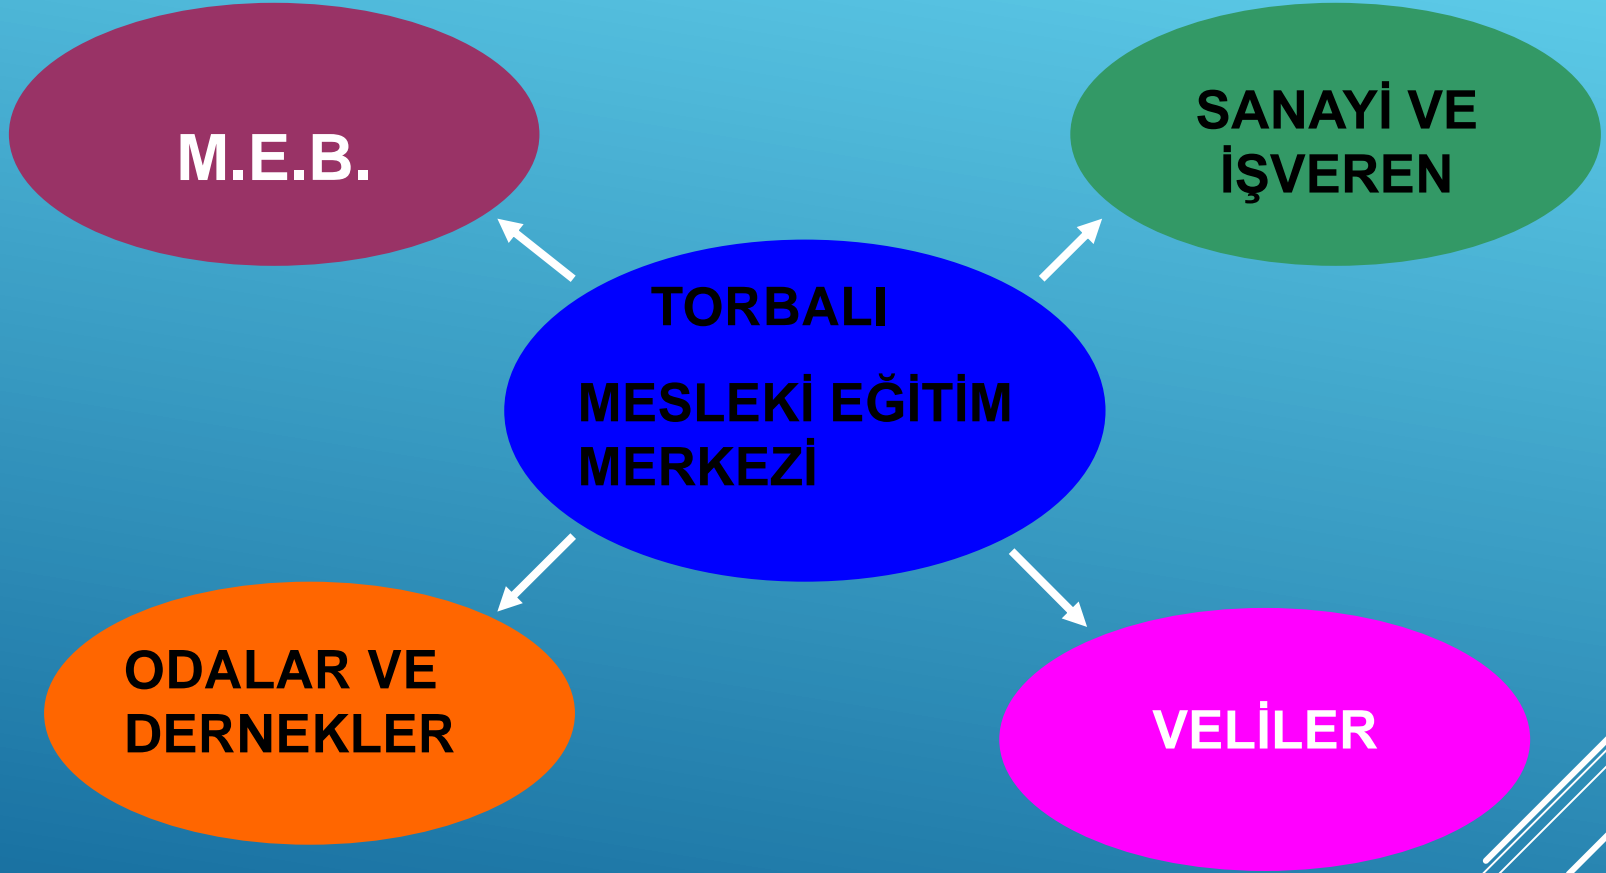 M.E.B.
SANAYİ VE
İŞVEREN
TORBALI
MESLEKİ EĞİTİM
MERKEZİ
ODALAR VE
DERNEKLER
VELİLER